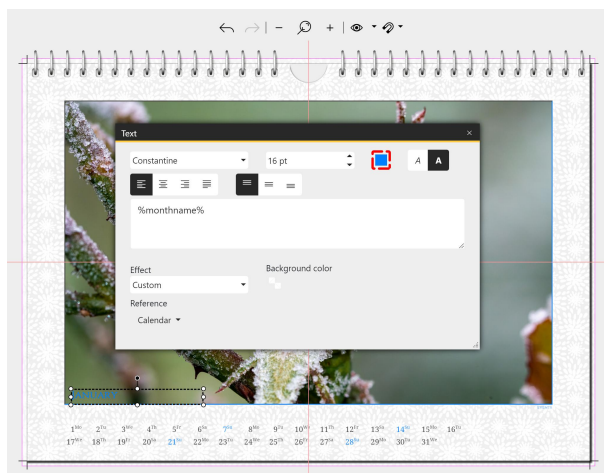 Text
Constantine
16 pt
A
A
%monthname%
Effect
Background color
Custom
Reference
Calendar
JANUARY
1Mo 2Tu 3We 4Th 5Fr 6Sa 7Su 8Mo 9Tu 10We 11Th 12Fr 13Sa 14Su 15Mo 16Tu
17We 18Th 19Fr 20Sa 21Su 22Mo 23Tu 24We 25Th 26Fr 27Sa 28Su 29Mo 30Tu 31We